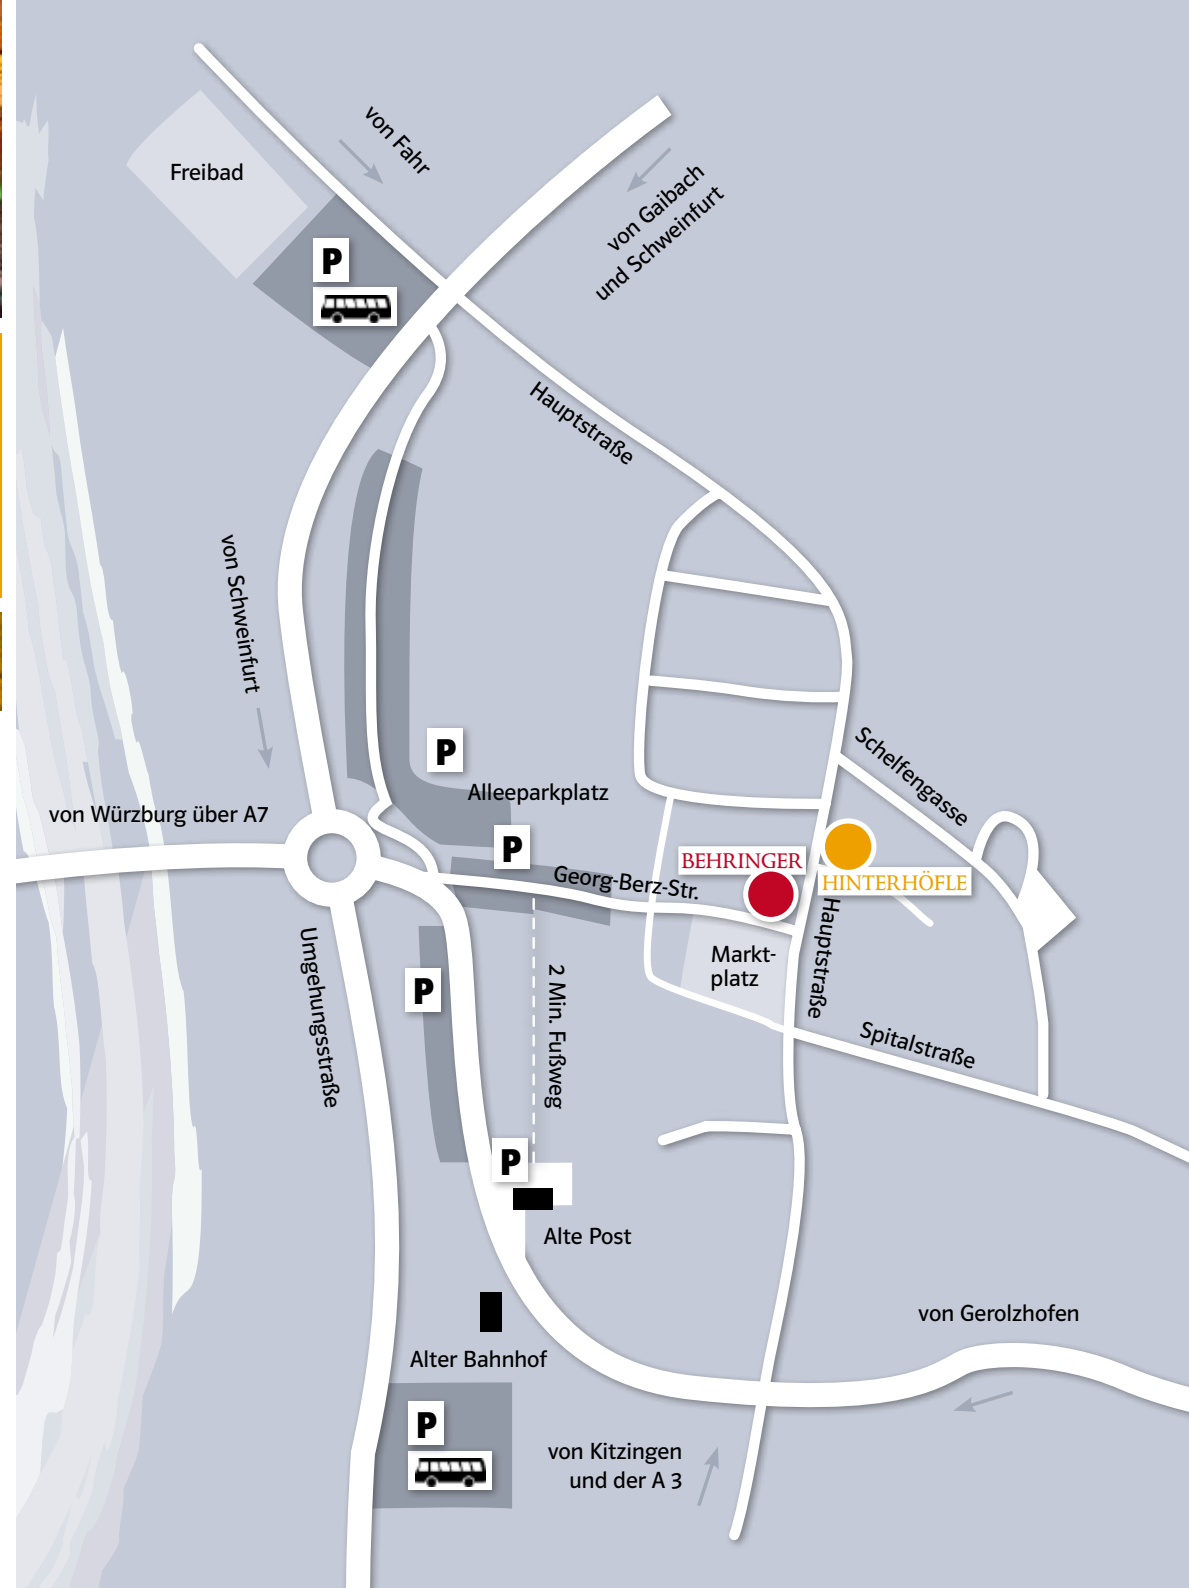 von Fahr
Freibad
von Gaibach
und Schweinfurt
P
Hauptstraße
von Schweinfurt
Schelfengasse
P
Alleeparkplatz
von Würzburg über A7
P
BEHRINGER
Georg-Berz-Str.
HINTERHÖFLE
Umgehungsstraße
P
2 Min. Fußweg
Markt-
platz
Hauptstraße
Spitalstraße
P
Alte Post
von Gerolzhofen
Alter Bahnhof
P
von Kitzingen
und der A 3